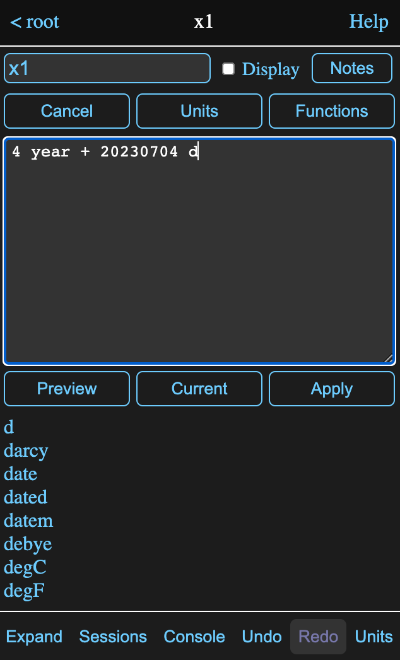 < root x1 Help
x1 Display Notes
Cancel Units Functions
4 year + 20230704 d
Preview Current Apply
d
darcy
date
dated
datem
debye
degC
degF
Expand Sessions Console Undo Redo Units